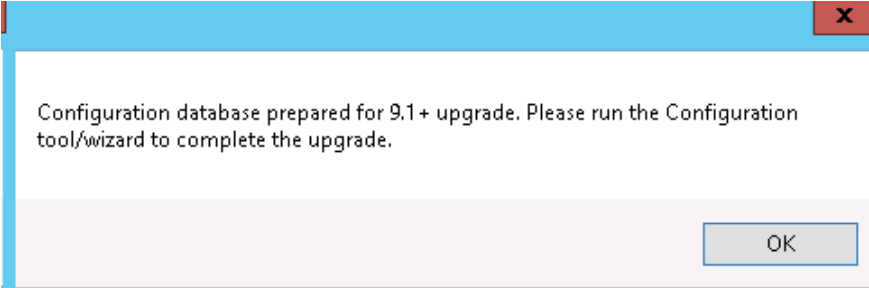 x
Configuration database prepared for 9.1+ upgrade. Please run the Configuration
tool/wizard to complete the upgrade.
OK